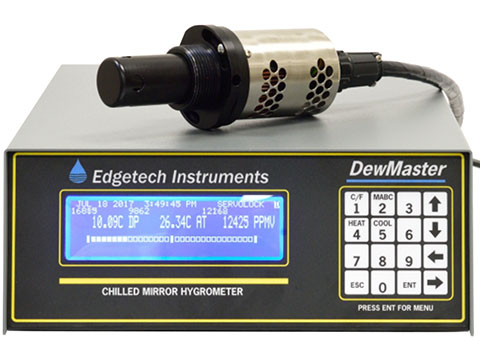 Edgetech Instruments
DewMaster
JUL 18 2017 3:49:45 PM SERVOLOCK
9862 12168
10.09C DP 26.34C AT 12425 PPMV
CHILLED MIRROR HYGROMETER
C/F MABC
1 2 3
HEAT COOL
4 5 6
7 8 9
ESC 0 ENT
PRESS ENT FOR MENU